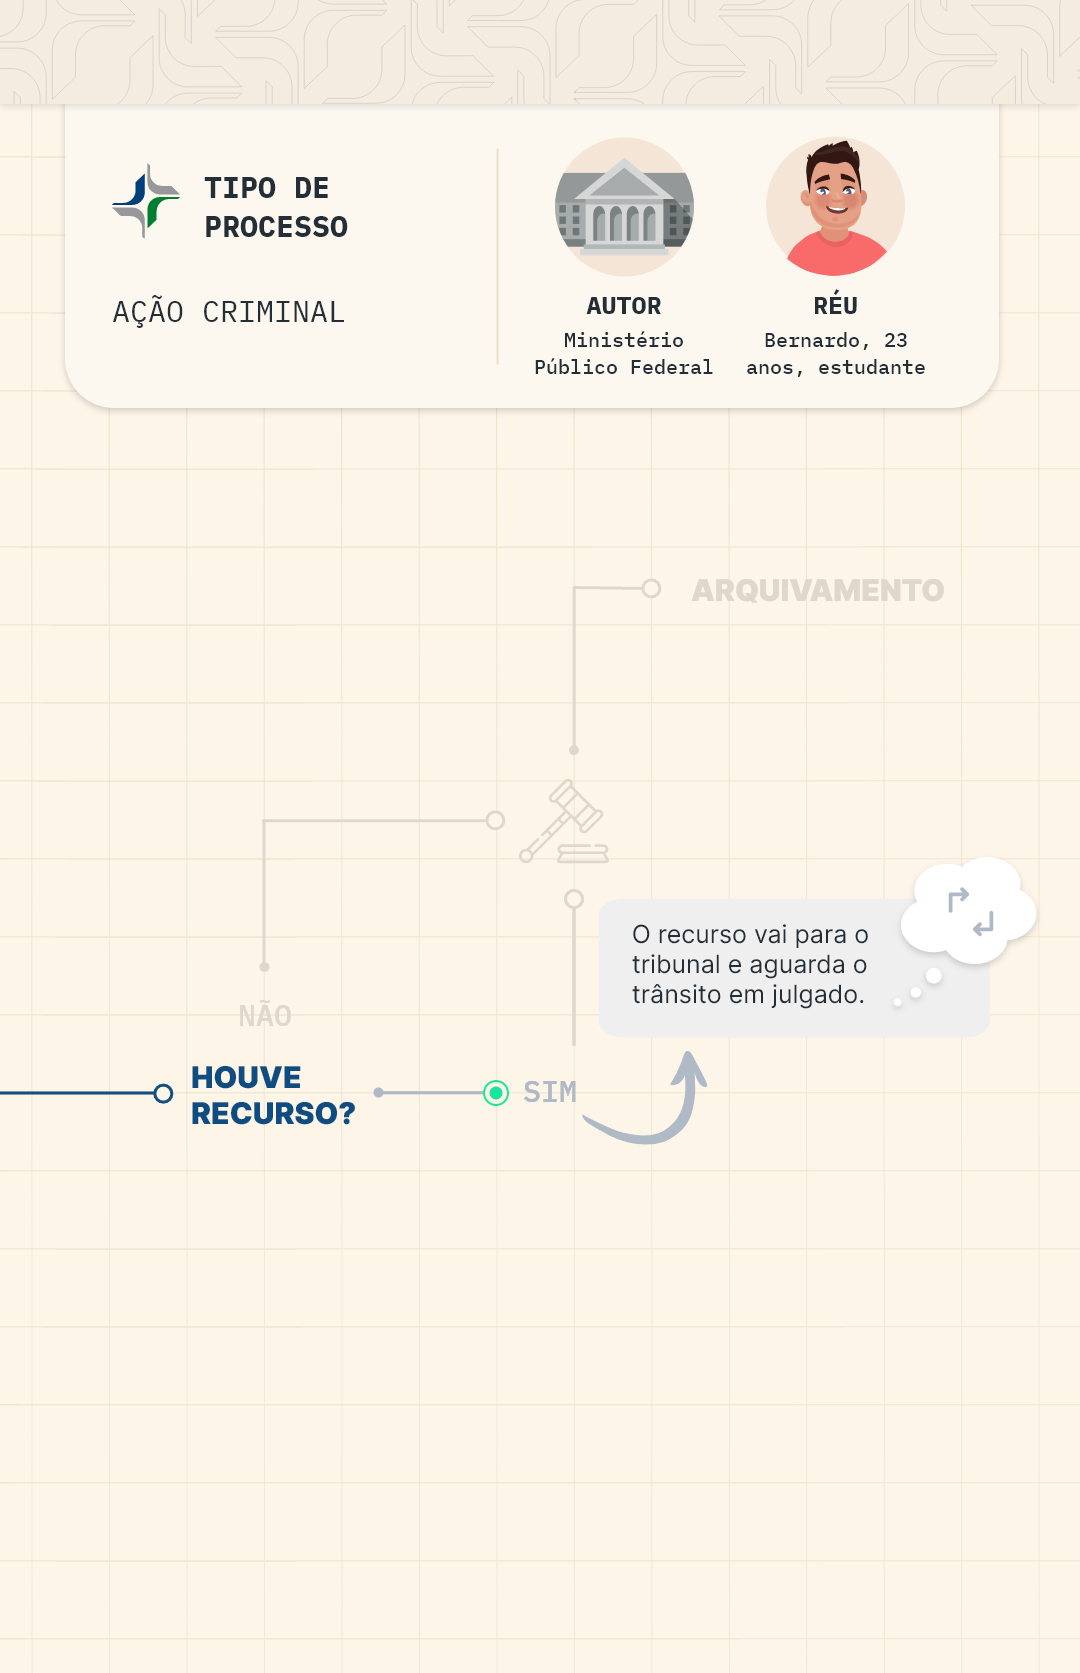 TIPO DE
PROCESSO
AÇÃO CRIMINAL
AUTOR
Ministério
Público Federal
RÉU
Bernardo, 23
anos, estudante
ARQUIVAMENTO
O recurso vai para o
tribunal e aguarda o
trânsito em julgado.
NÃO
HOUVE
RECURSO?
SIM